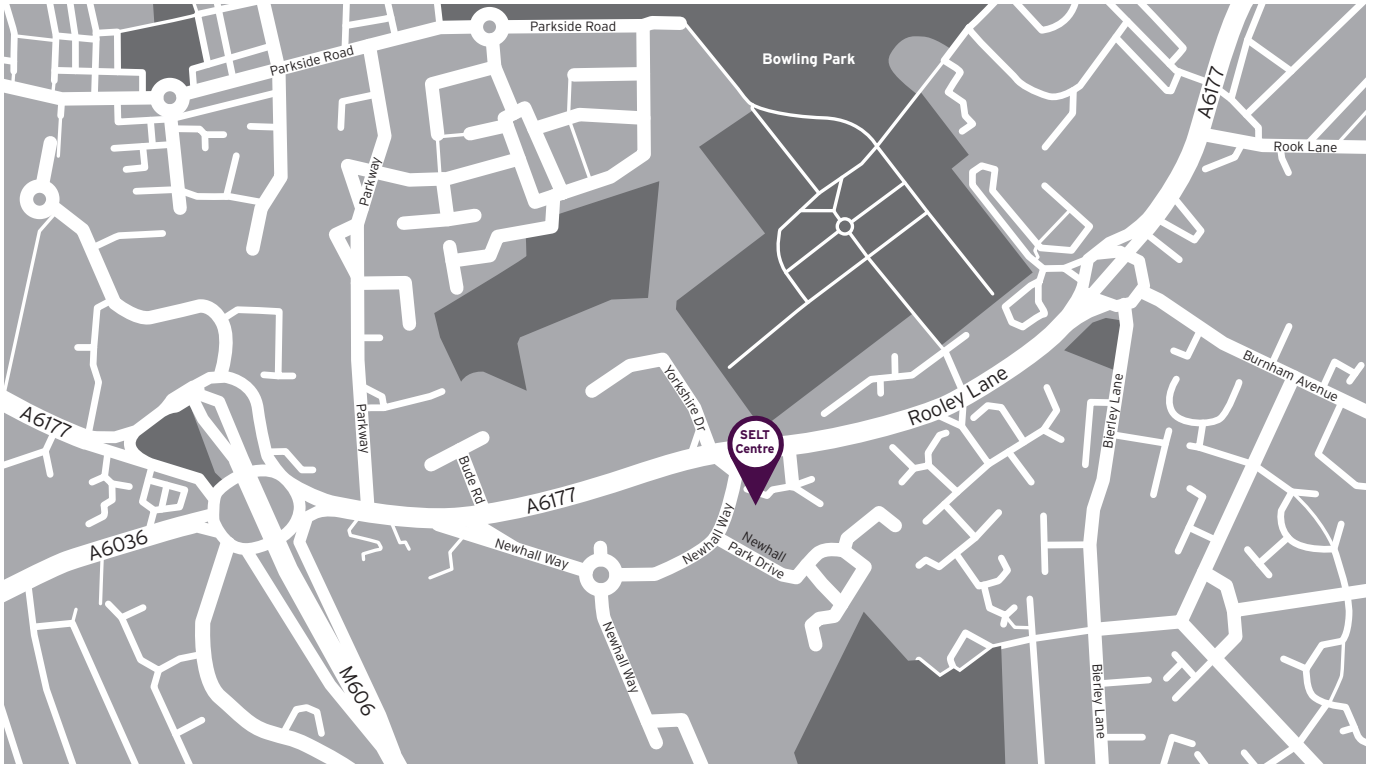 Parkside Road
Bowling Park
Parkside Road
A6177
Rook Lane
Parkway
Burnham Avenue
Yorkshire Dr
Rooley Lane
Bierley Lane
A6177
Parkway
SELT
Centre
Bude Rd
A6177
A6036
Newhall Way
Newhall Way
Newhall
Park Drive
Newhall Way
M606
Bierley Lane